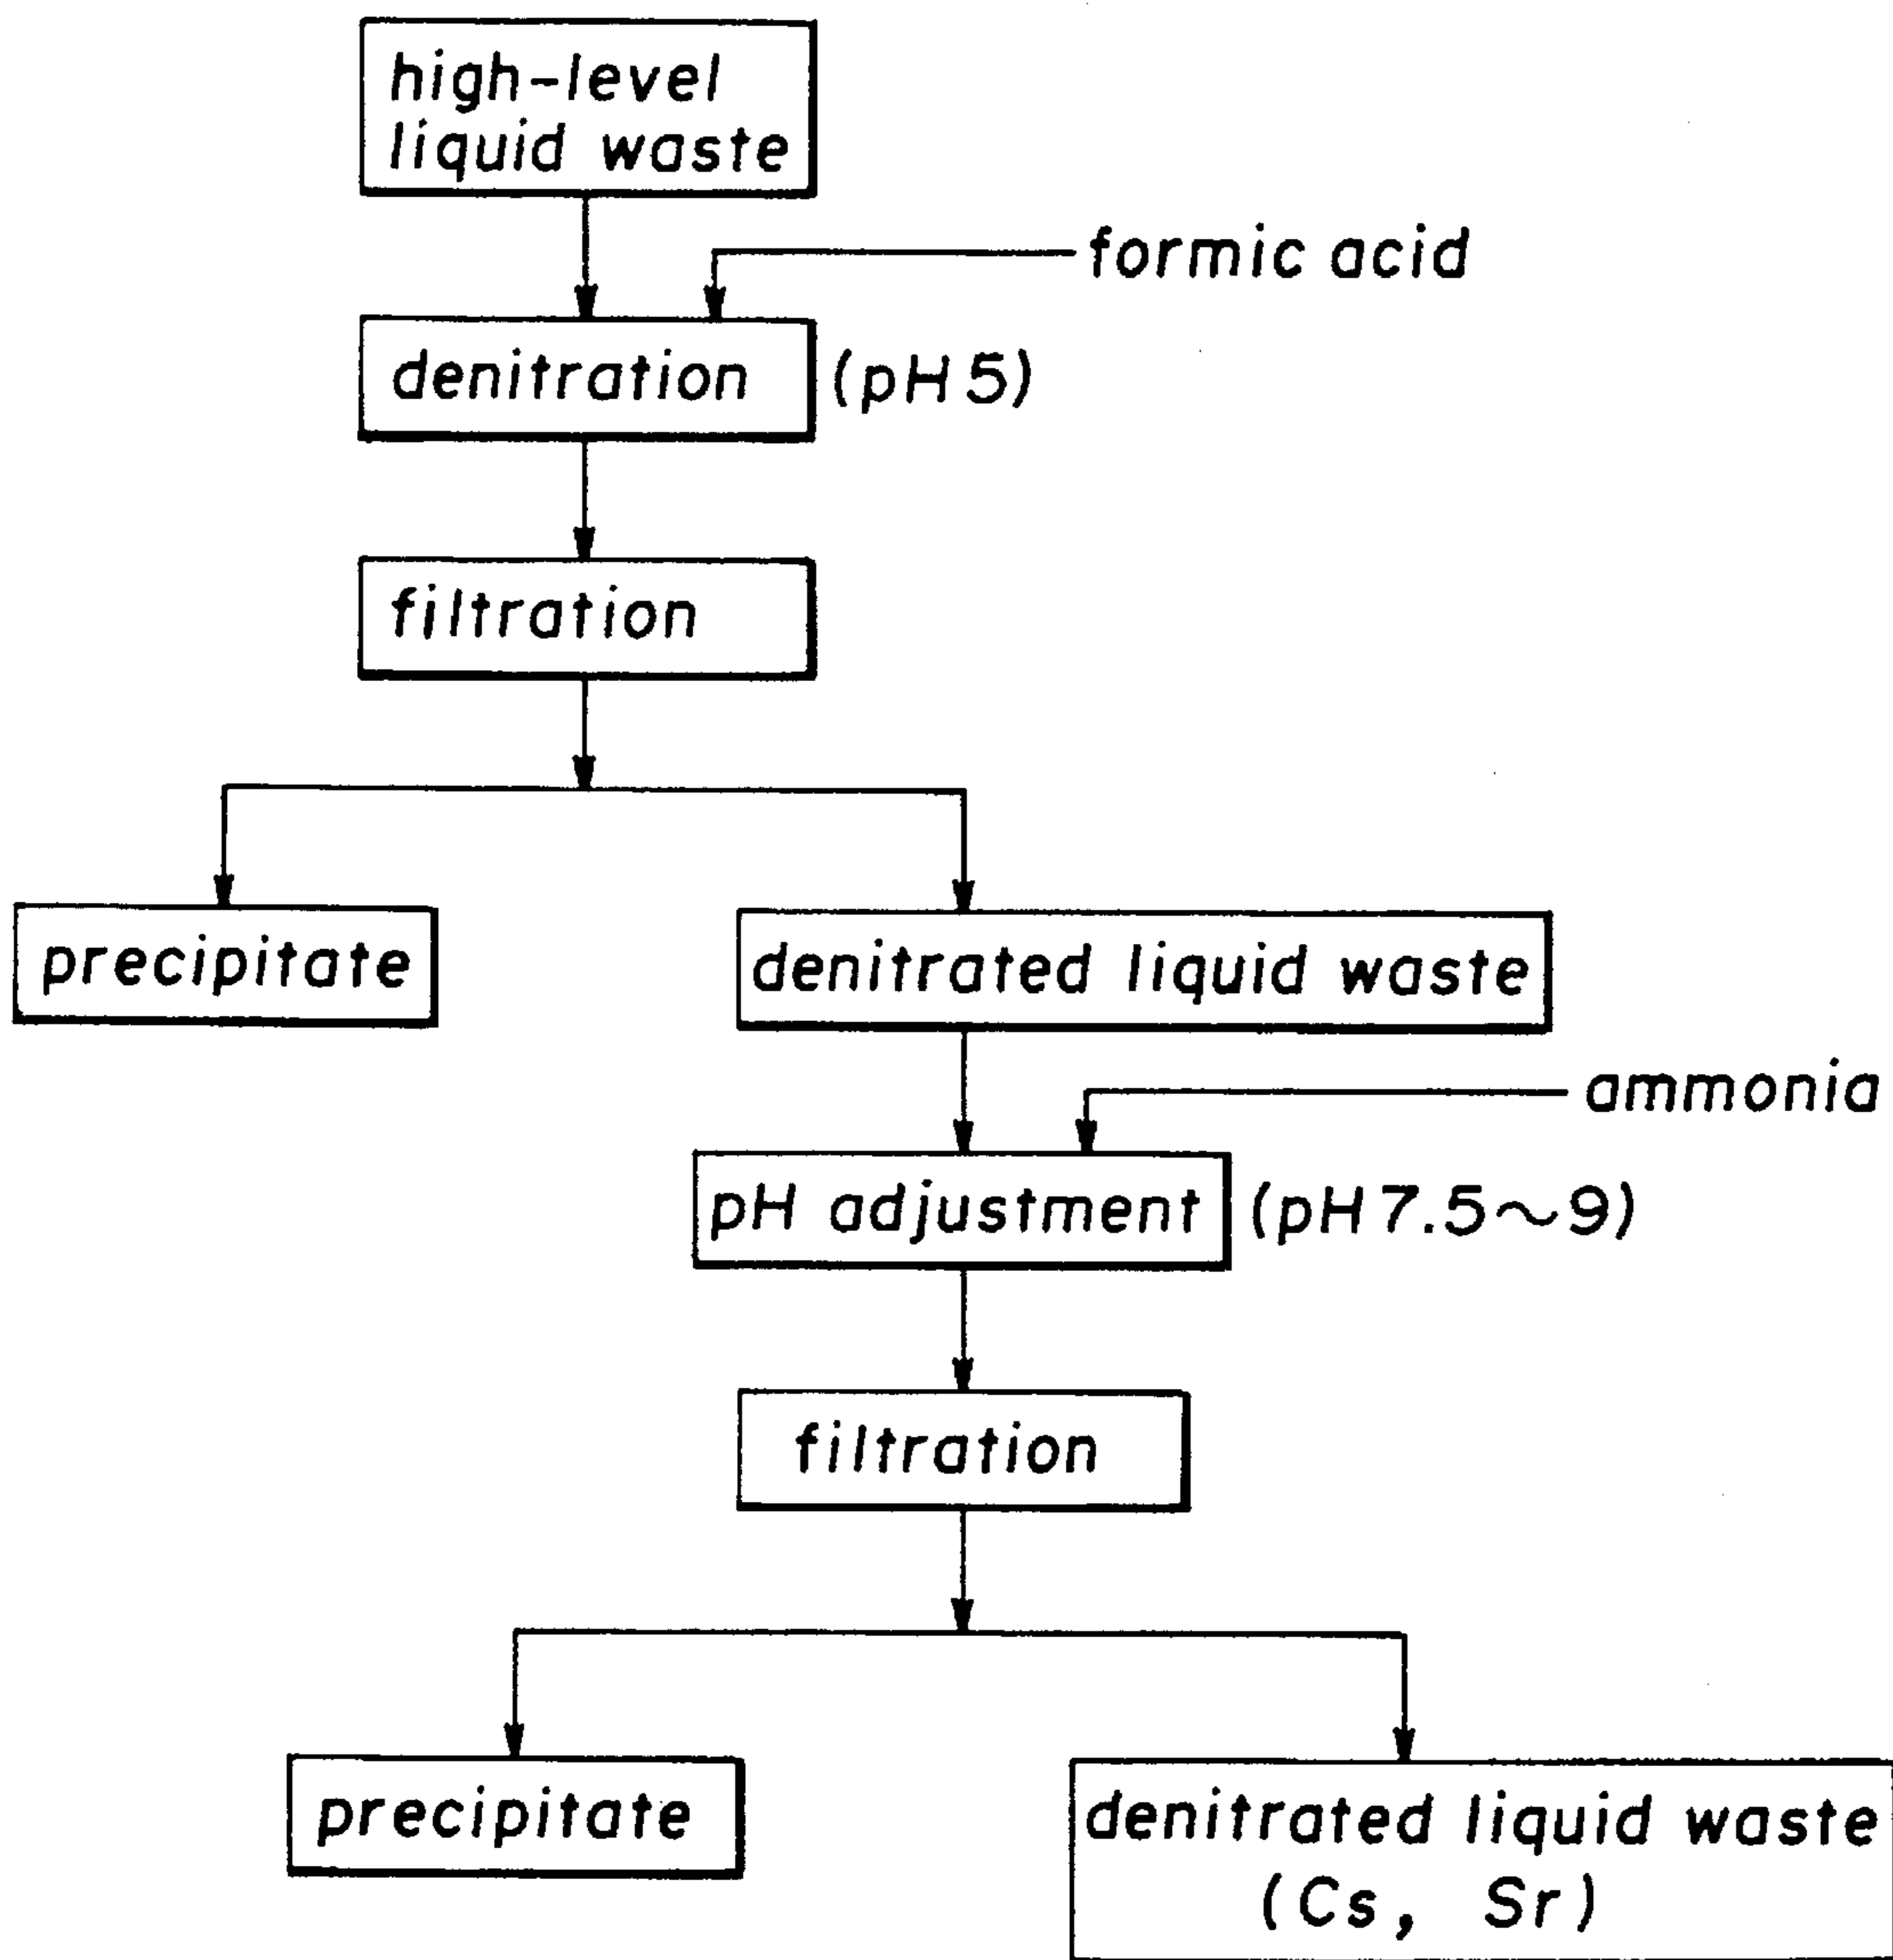 high-level
liquid waste
formic acid
denitration (pH 5)
filtration
precipitate
denitrated liquid waste
ammonia
pH adjustment (pH 7.5~9)
filtration
precipitate
denitrated liquid waste
(Cs, Sr)